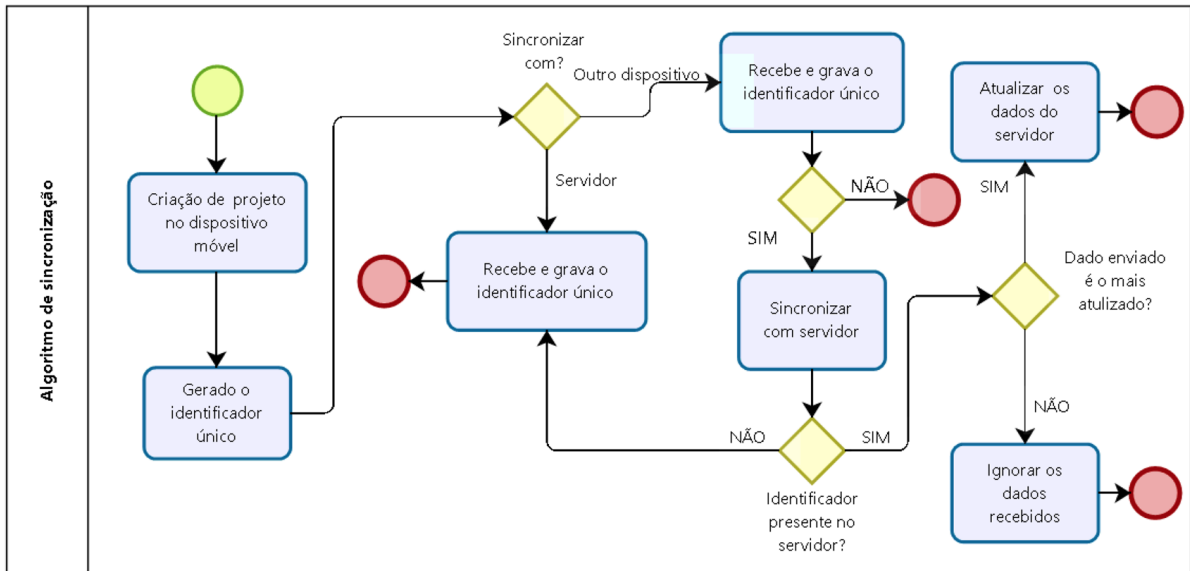 Algoritmo de sincronização
Criação de projeto
no dispositivo
móvel
Gerado o
identificador
único
Sincronizar
com?
Outro dispositivo
Servidor
Recebe e grava o
identificador único
Recebe e grava o
identificador único
NÃO
SIM
Sincronizar
com servidor
NÃO
SIM
Identificador
presente no
servidor?
Atualizar os
dados do
servidor
SIM
Dado enviado
é o mais
atulizado?
NÃO
Ignorar os
dados
recebidos